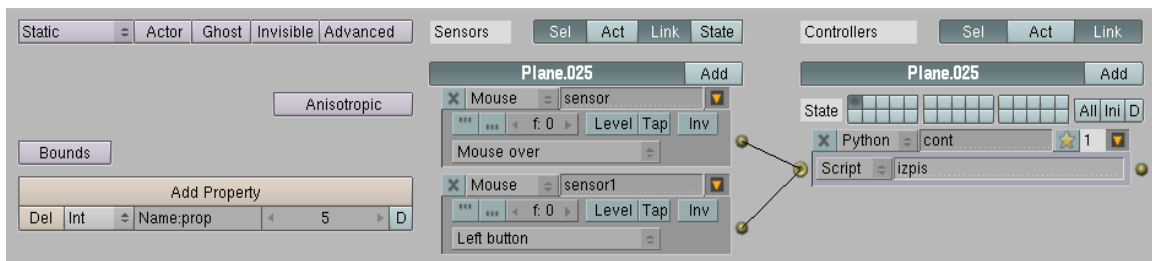 Static Actor Ghost Invisible Advanced
Anisotropic
Bounds
Add Property
Del Int Name:prop 5 D
Sensors Sel Act Link State
Plane.025 Add
Mouse sensor
f: 0 Level Tap Inv
Mouse over
Mouse sensor1
f: 0 Level Tap Inv
Left button
Controllers Sel Act Link
Plane.025 Add
State All Ini D
Python cont 1
Script izpis